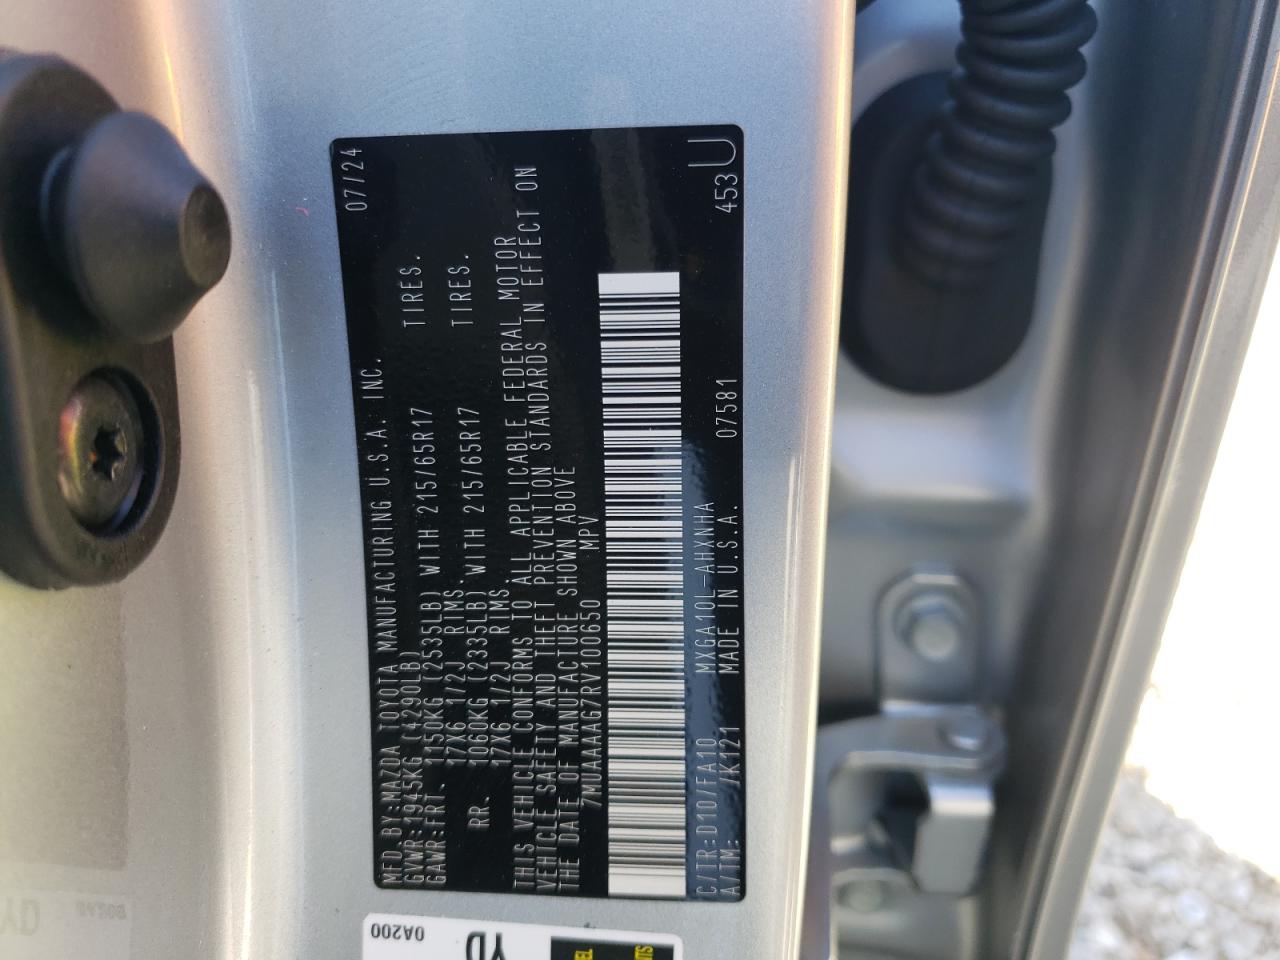 07/24
MFD. BY:MAZDA TOYOTA MANUFACTURING U.S.A. INC.
GVWR:1945KG (4290LB)
GAWR:FRT. 1150KG (2535LB) WITH 215/65R17 TIRES.
17X6 1/2J RIMS.
RR. 1060KG (2335LB) WITH 215/65R17 TIRES.
17X6 1/2J RIMS.
THIS VEHICLE CONFORMS TO ALL APPLICABLE FEDERAL MOTOR
VEHICLE SAFETY AND THEFT PREVENTION STANDARDS IN EFFECT ON
THE DATE OF MANUFACTURE SHOWN ABOVE
7MUAAAAG7RV100650 MPV
C/TR:D10/FA10 MXGA10L-AHXNHA 453U
A/TM: /K121 MADE IN U.S.A. 07581
0A200
YD